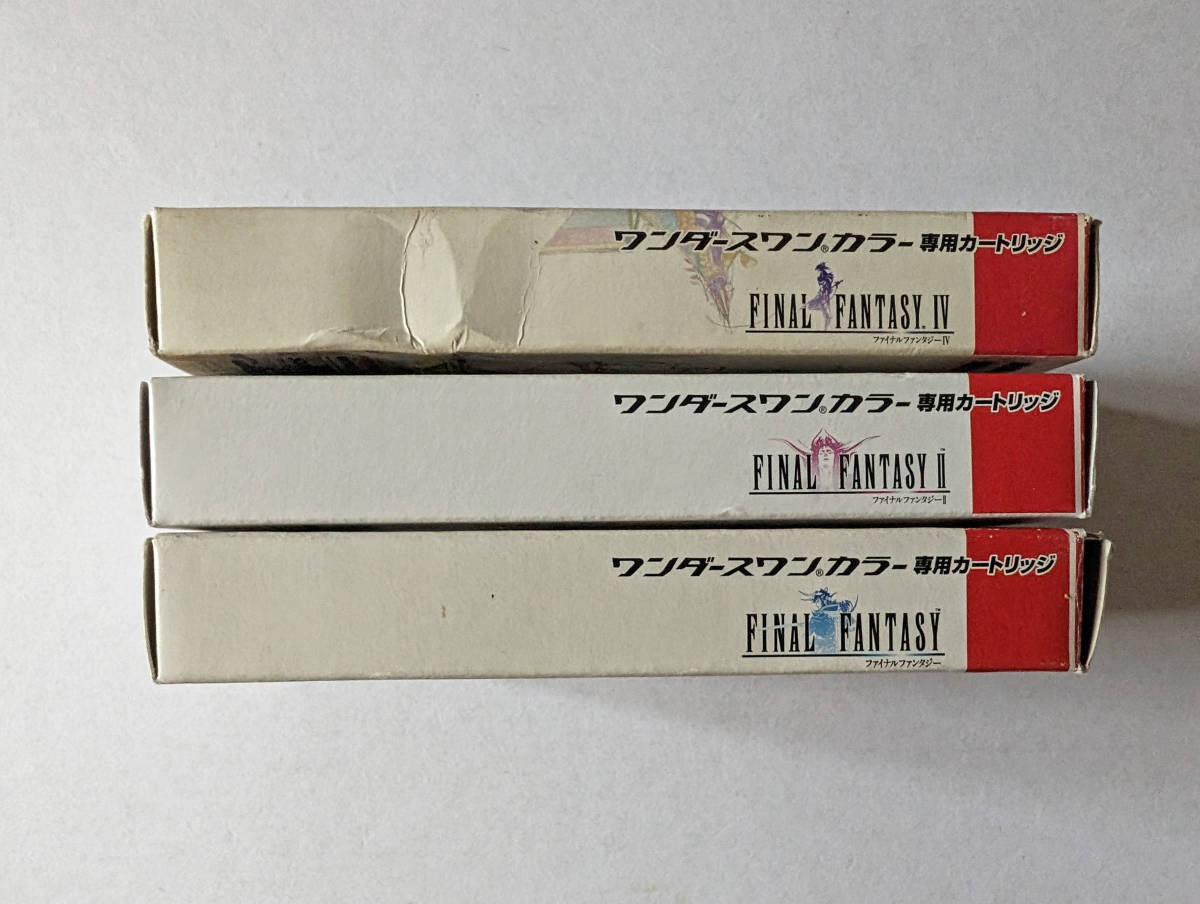 ワンダースワン®カラー専用カートリッジ
FINAL FANTASY® IV
ファイナルファンタジーIV
ワンダースワン®カラー専用カートリッジ
FINAL FANTASY II™
ファイナルファンタジーII
ワンダースワン®カラー専用カートリッジ
FINAL FANTASY™
ファイナルファンタジー